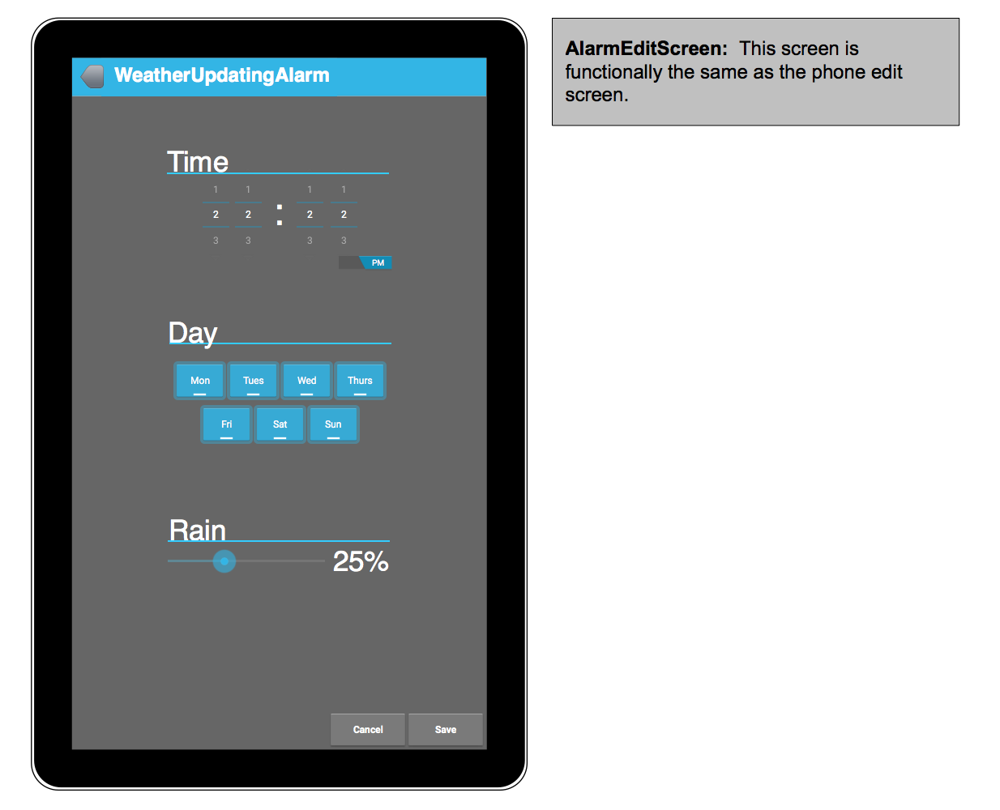 WeatherUpdatingAlarm
Time
1 1 1 1
2 2 : 2 2
3 3 3 3
PM
Day
Mon Tues Wed Thurs
Fri Sat Sun
Rain
25%
Cancel Save
AlarmEditScreen: This screen is
functionally the same as the phone edit
screen.